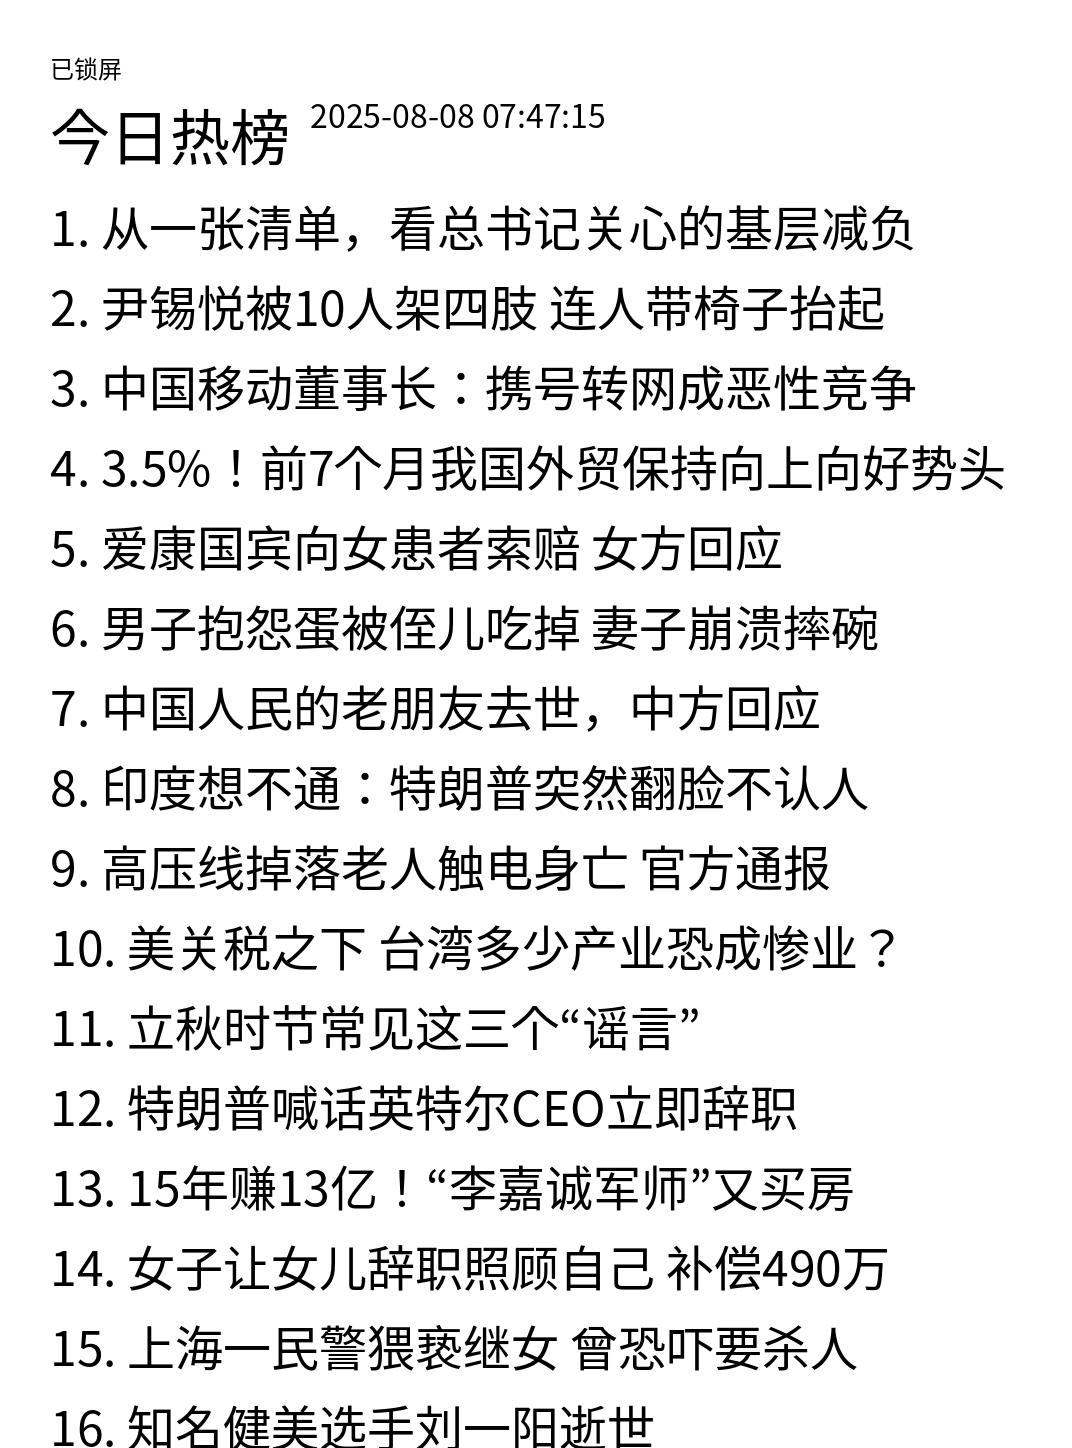 已锁屏
今日热榜 2025-08-08 07:47:15
1. 从一张清单，看总书记关心的基层减负
2. 尹锡悦被10人架四肢 连人带椅子抬起
3. 中国移动董事长：携号转网成恶性竞争
4. 3.5%！前7个月我国外贸保持向上向好势头
5. 爱康国宾向女患者索赔 女方回应
6. 男子抱怨蛋被侄儿吃掉 妻子崩溃摔碗
7. 中国人民的老朋友去世，中方回应
8. 印度想不通：特朗普突然翻脸不认人
9. 高压线掉落老人触电身亡 官方通报
10. 美关税之下 台湾多少产业恐成惨业？
11. 立秋时节常见这三个“谣言”
12. 特朗普喊话英特尔CEO立即辞职
13. 15年赚13亿！“李嘉诚军师”又买房
14. 女子让女儿辞职照顾自己 补偿490万
15. 上海一民警猥亵继女 曾恐吓要杀人
16. 知名健美选手刘一阳逝世